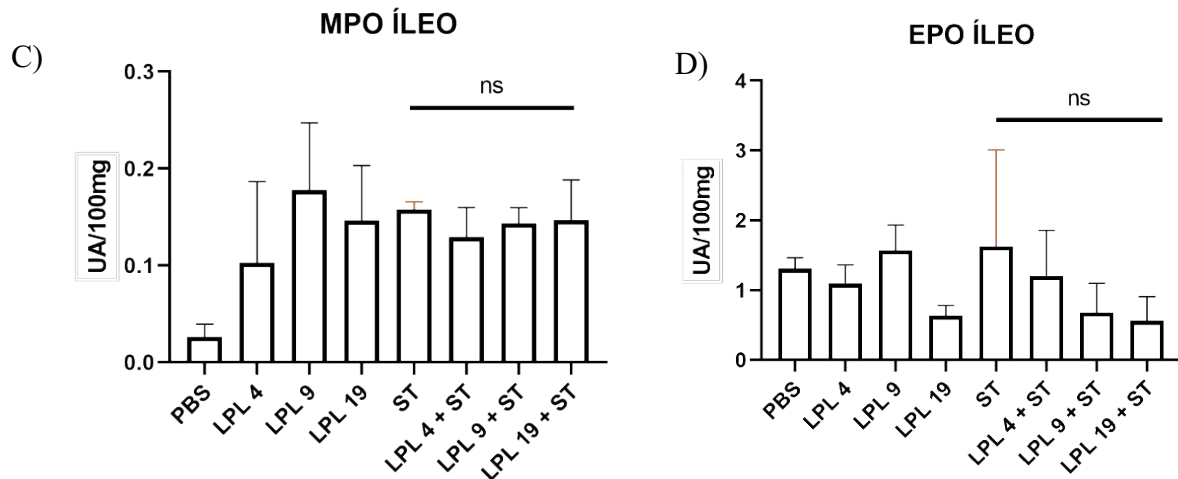 C)
MPO ÍLEO
UA/100mg
0.3
0.2
0.1
0.0
ns
PBS
LPL 4
LPL 9
LPL 19
ST
LPL 4 + ST
LPL 9 + ST
LPL 19 + ST
D)
EPO ÍLEO
UA/100mg
4
3
2
1
0
ns
PBS
LPL 4
LPL 9
LPL 19
ST
LPL 4 + ST
LPL 9 + ST
LPL 19 + ST